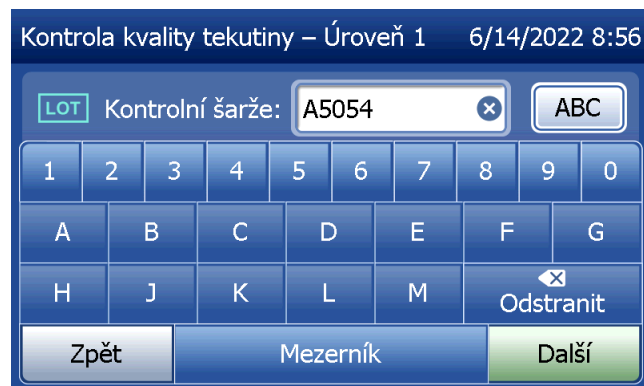 Kontrola kvality tekutiny – Úroveň 1 6/14/2022 8:56
LOT Kontrolní šarže: A5054 ABC
1 2 3 4 5 6 7 8 9 0
A B C D E F G
H J K L M Odstranit
Zpět Mezerník Další